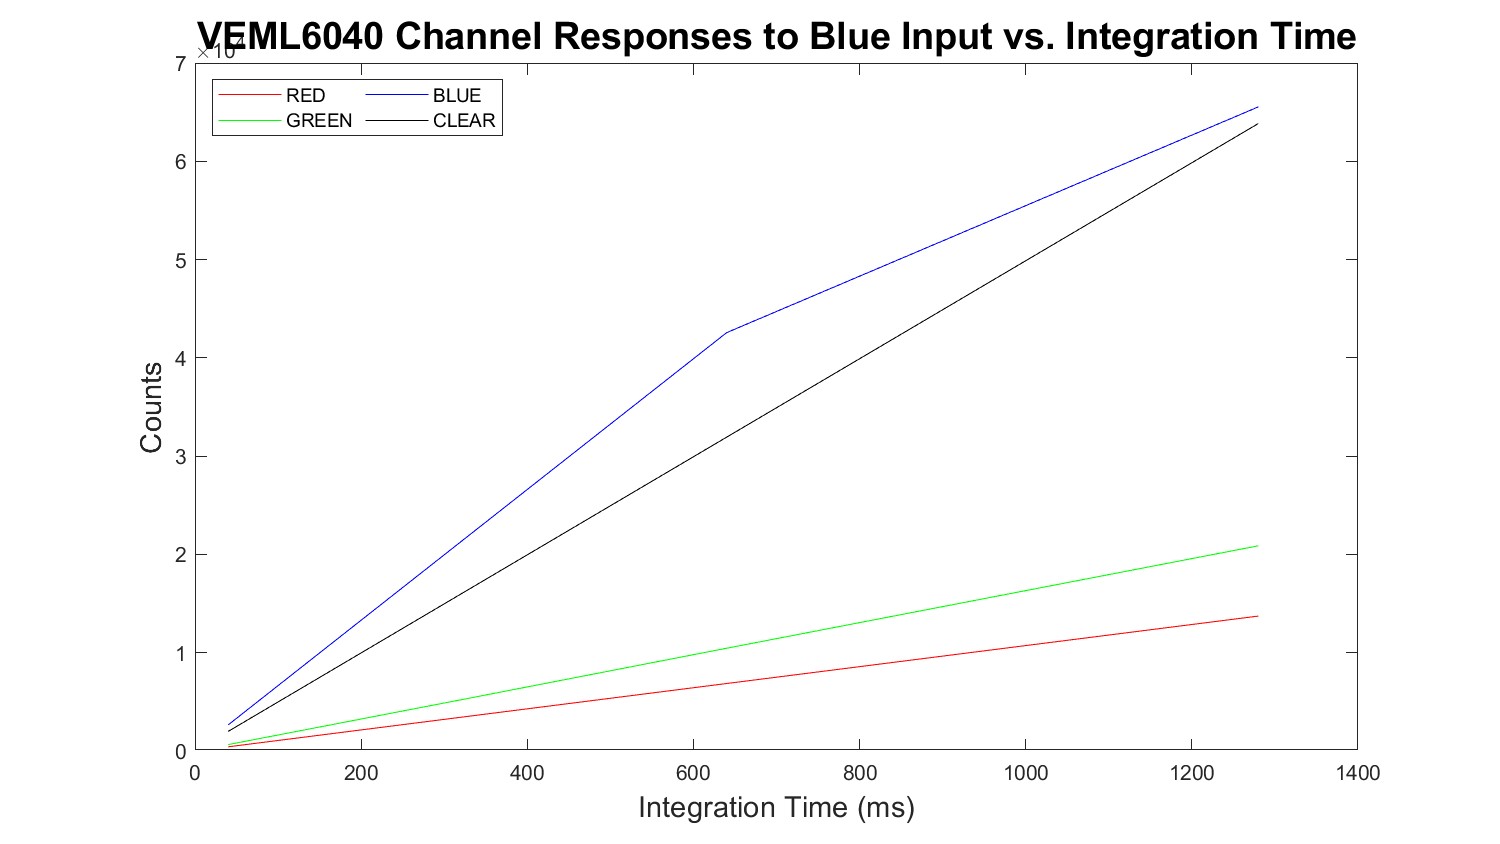 VEML6040 Channel Responses to Blue Input vs. Integration Time
×10
7
RED BLUE
GREEN CLEAR
6
5
4
3
2
1
0
Counts
0 200 400 600 800 1000 1200 1400
Integration Time (ms)